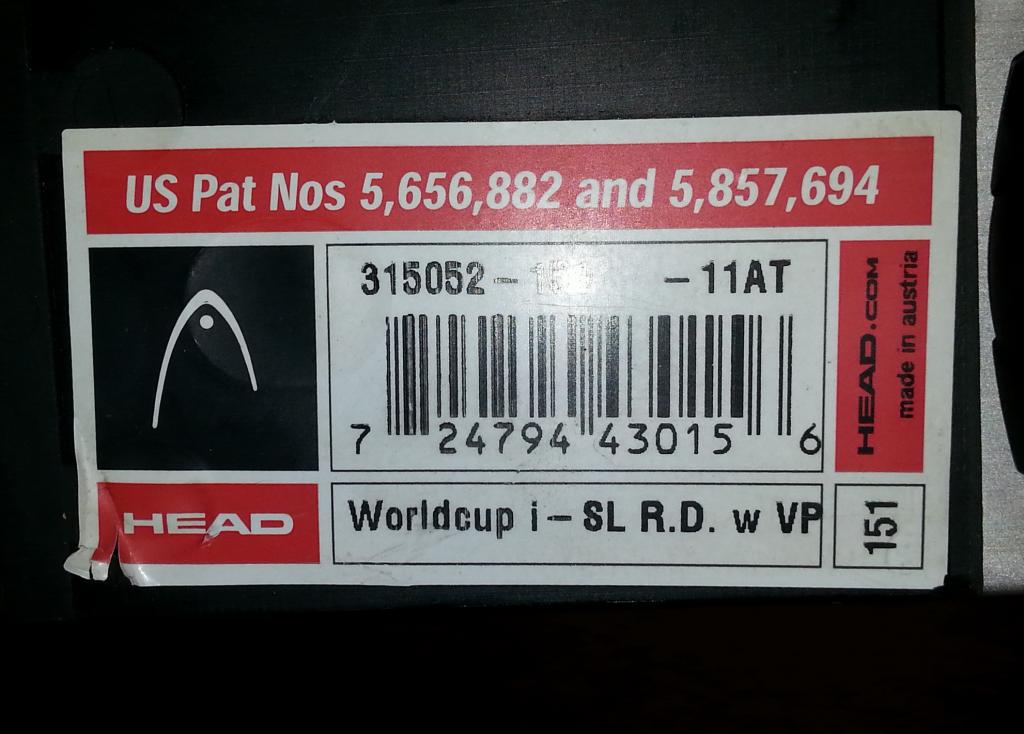 US Pat Nos 5,656,882 and 5,857,694
315052 - -11AT
7 24794 43015 6
HEAD
Worldcup i-SL R.D. w VP
151
HEAD.COM
made in austria